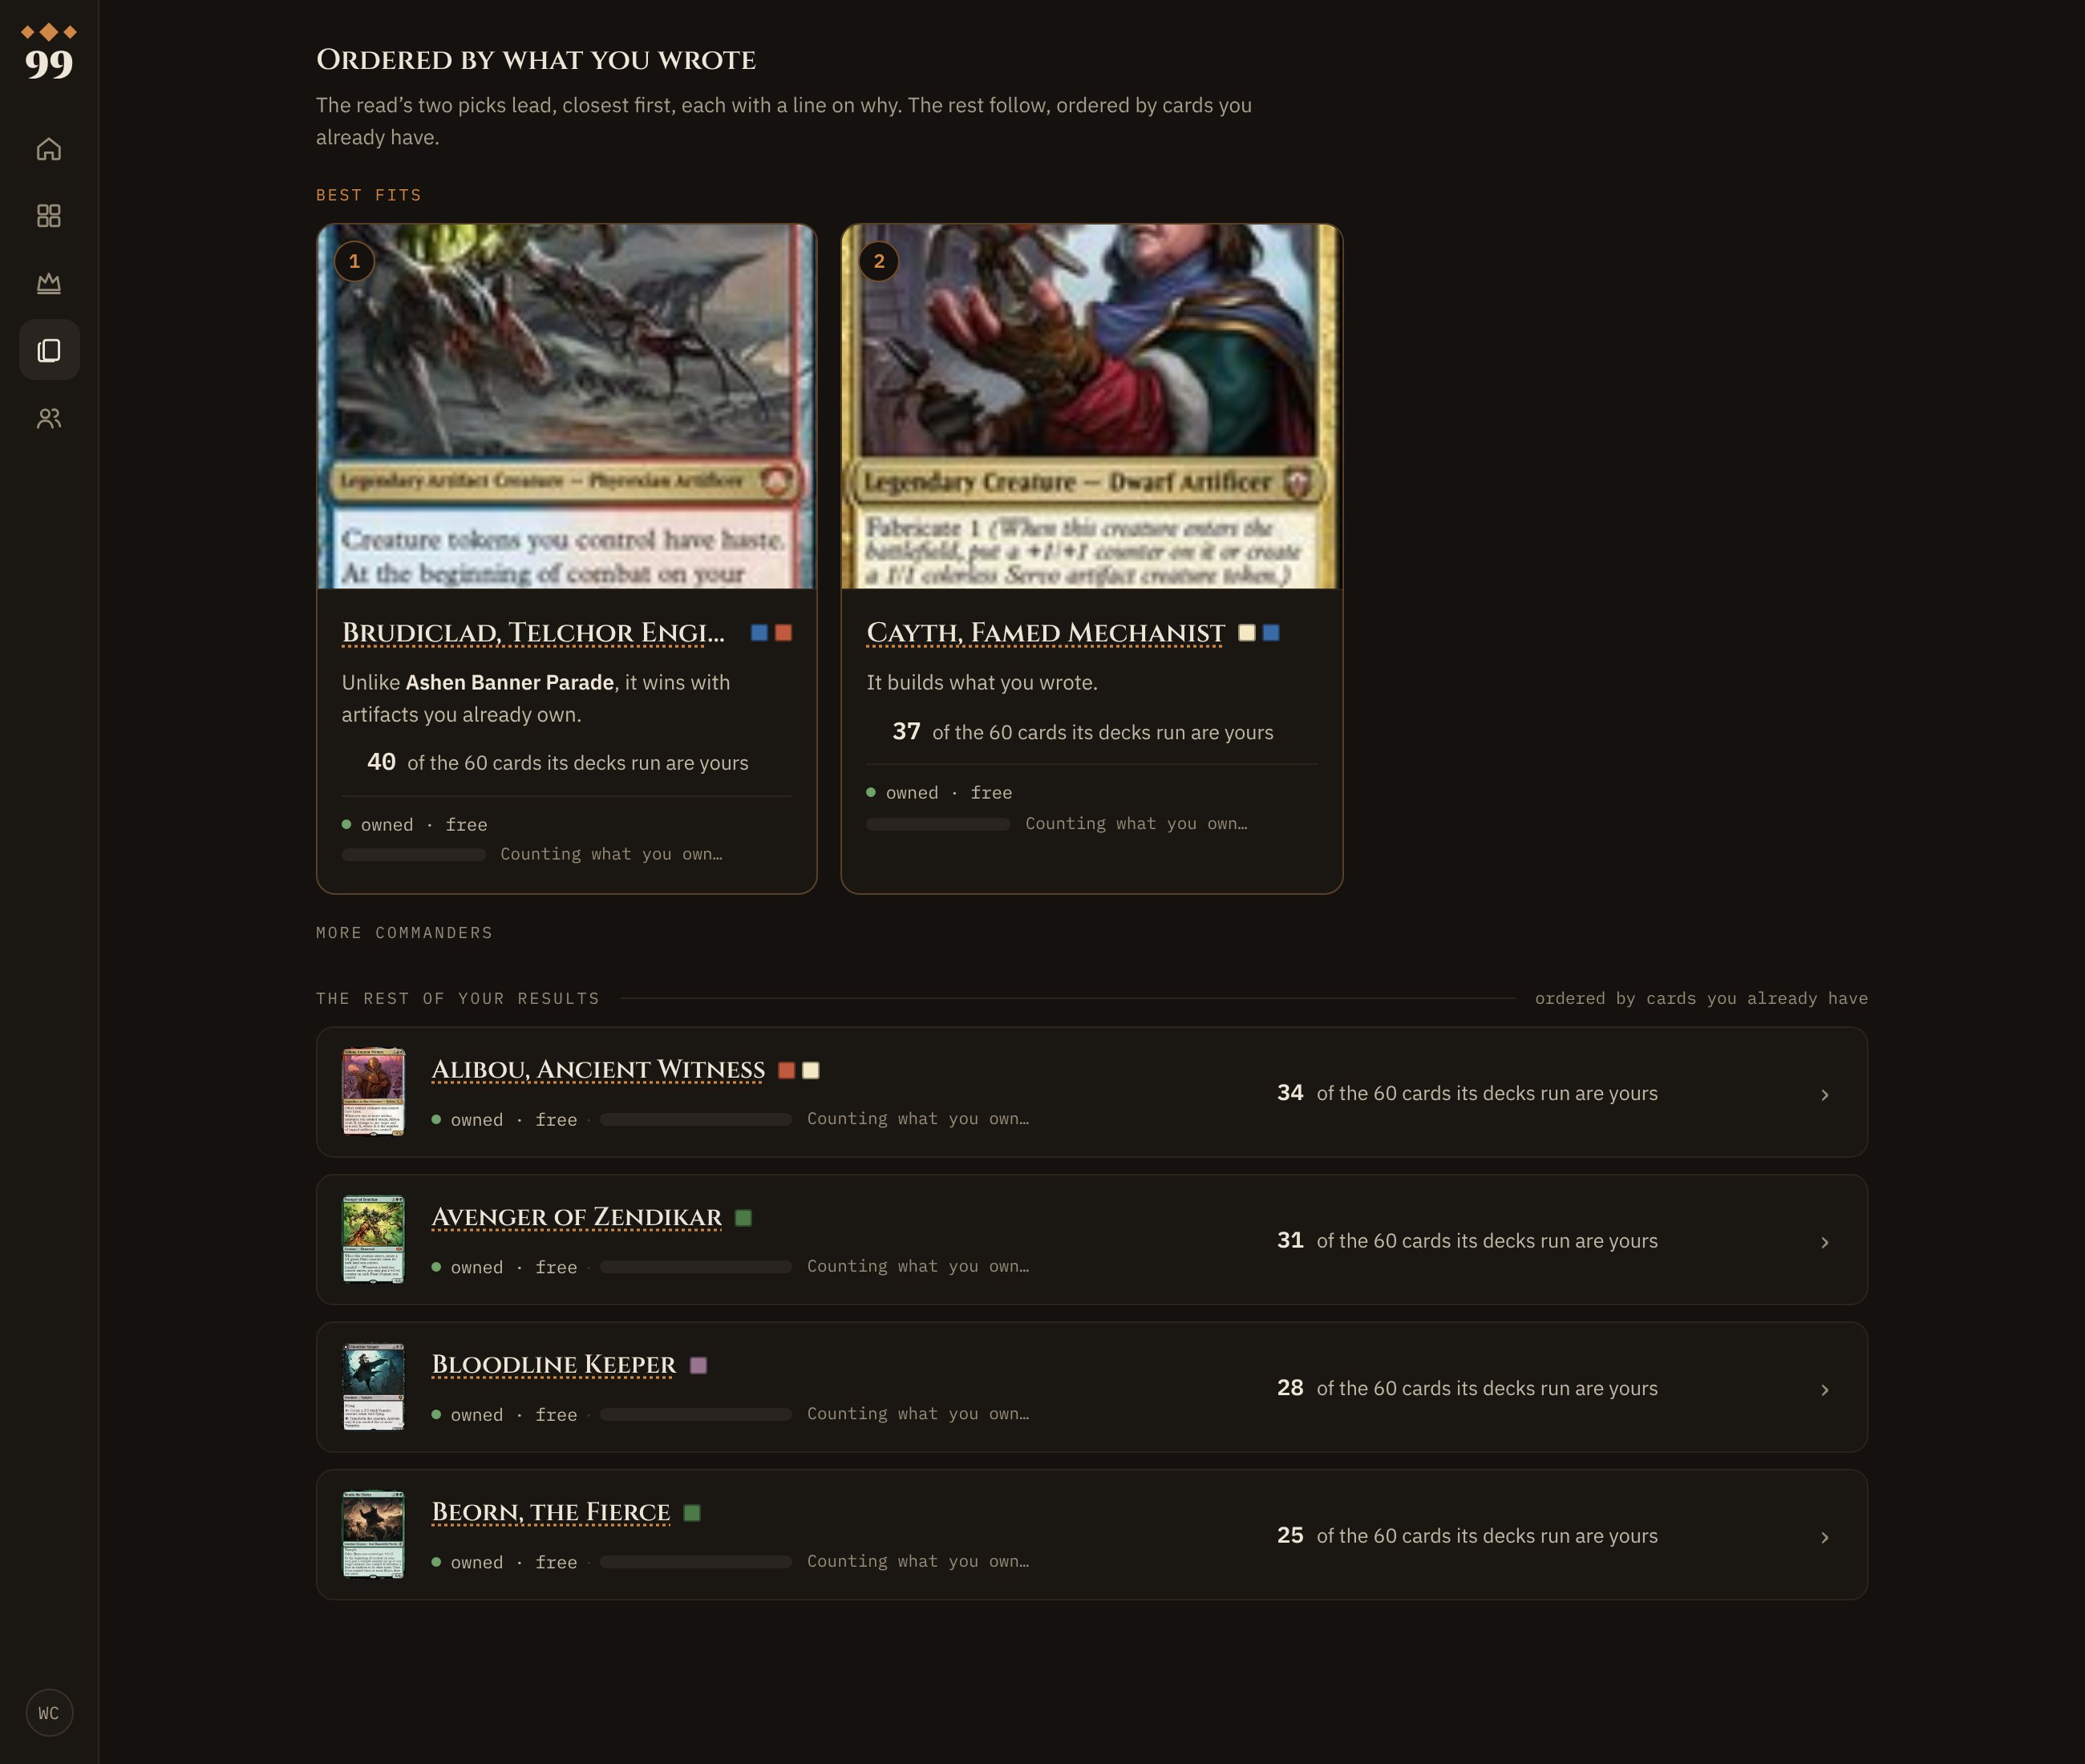 99
Ordered by what you wrote
The read’s two picks lead, closest first, each with a line on why. The rest follow, ordered by cards you
already have.
BEST FITS
1
Legendary Artifact Creature — Phyrexian Artificer
Creature tokens you control have haste.
At the beginning of combat on your
Brudiclad, Telchor Engi…
Unlike Ashen Banner Parade, it wins with
artifacts you already own.
40 of the 60 cards its decks run are yours
owned · free
Counting what you own…
2
Legendary Creature — Dwarf Artificer
Fabricate 1 (When this creature enters the
battlefield, put a +1/+1 counter on it or create
a 1/1 colorless Servo artifact creature token.)
Cayth, Famed Mechanist
It builds what you wrote.
37 of the 60 cards its decks run are yours
owned · free
Counting what you own…
MORE COMMANDERS
THE REST OF YOUR RESULTS
ordered by cards you already have
Alibou, Ancient Witness
owned · free · Counting what you own…
34 of the 60 cards its decks run are yours
Avenger of Zendikar
owned · free · Counting what you own…
31 of the 60 cards its decks run are yours
Bloodline Keeper
owned · free · Counting what you own…
28 of the 60 cards its decks run are yours
Beorn, the Fierce
owned · free · Counting what you own…
25 of the 60 cards its decks run are yours
WC